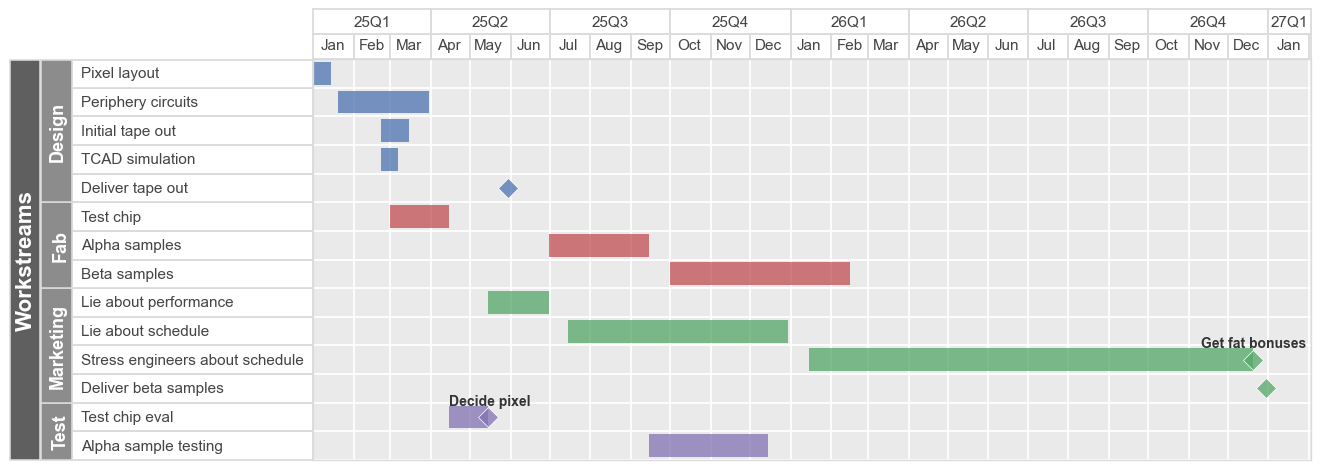 25Q1 25Q2 25Q3 25Q4 26Q1 26Q2 26Q3 26Q4 27Q1
Jan Feb Mar Apr May Jun Jul Aug Sep Oct Nov Dec Jan Feb Mar Apr May Jun Jul Aug Sep Oct Nov Dec Jan
Workstreams
Design
Pixel layout
Periphery circuits
Initial tape out
TCAD simulation
Deliver tape out
Fab
Test chip
Alpha samples
Beta samples
Marketing
Lie about performance
Lie about schedule
Stress engineers about schedule
Get fat bonuses
Deliver beta samples
Test
Test chip eval
Decide pixel
Alpha sample testing